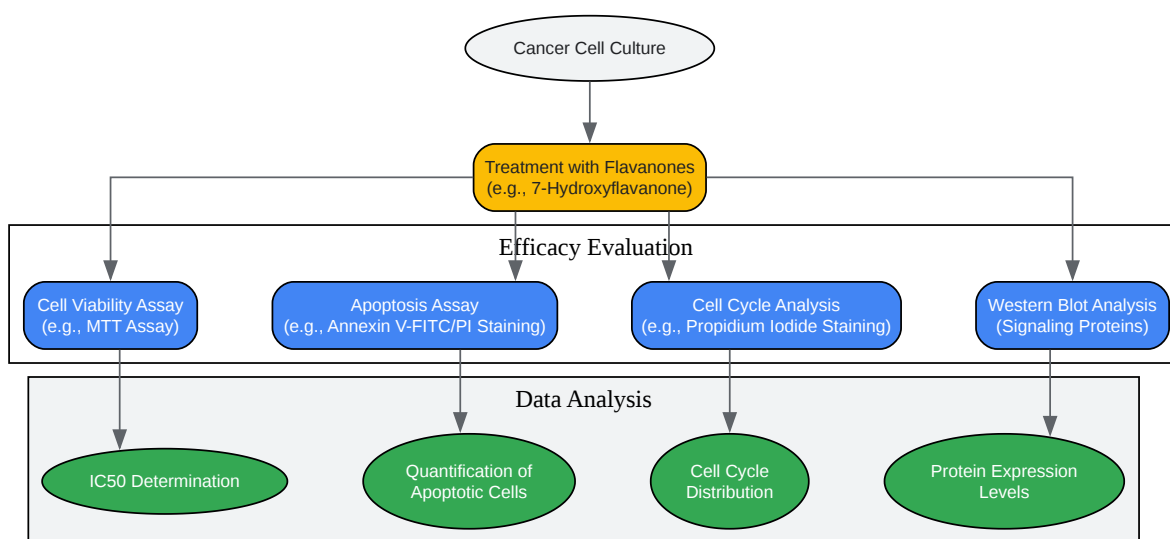 Cancer Cell Culture
Treatment with Flavanones
(e.g., 7-Hydroxyflavanone)
Efficacy Evaluation
Cell Viability Assay
(e.g., MTT Assay)
Apoptosis Assay
(e.g., Annexin V-FITC/PI Staining)
Cell Cycle Analysis
(e.g., Propidium Iodide Staining)
Western Blot Analysis
(Signaling Proteins)
Data Analysis
IC50 Determination
Quantification of
Apoptotic Cells
Cell Cycle
Distribution
Protein Expression
Levels